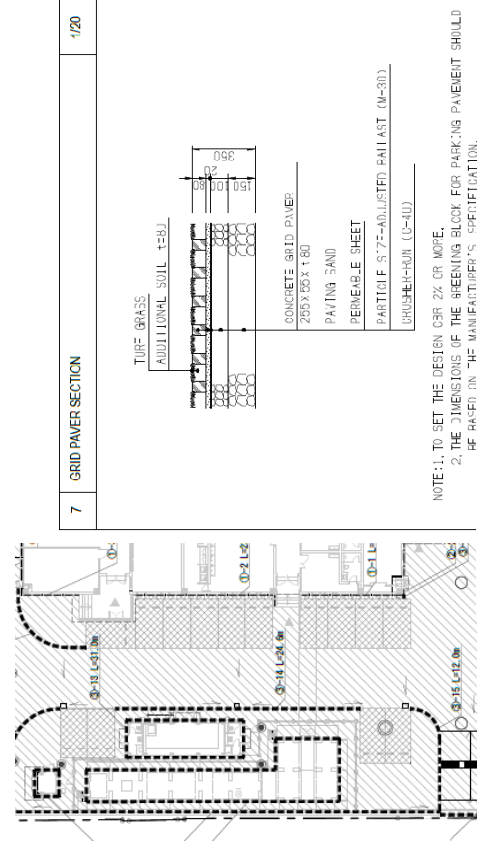 7 GRID PAVER SECTION 1/20
TURF GRASS
ADDITIONAL SOIL t=80
80
20
100
150
350
CONCRETE GRID PAVER
PAVING SAND
PERMEABLE SHEET
PARTICLE SIZE-ADJUSTED BALLAST (M-30)
CRUSHER-RUN (C-40)
NOTE:1. TO SET THE DESIGN CBR 2% OR MORE.
2. THE DIMENSIONS OF THE GREENING BLOCK FOR PARKING PAVEMENT SHOULD
BE BASED ON THE MANUFACTURER'S SPECIFICATION.
①-2 L=2
①-1 L=
③-13 L=31.0m
③-14 L=24.6m
③-15 L=12.0m